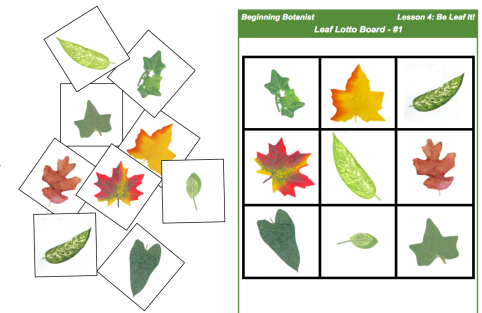 Beginning Botanist Lesson 4: Be Leaf It!
Leaf Lotto Board - #1